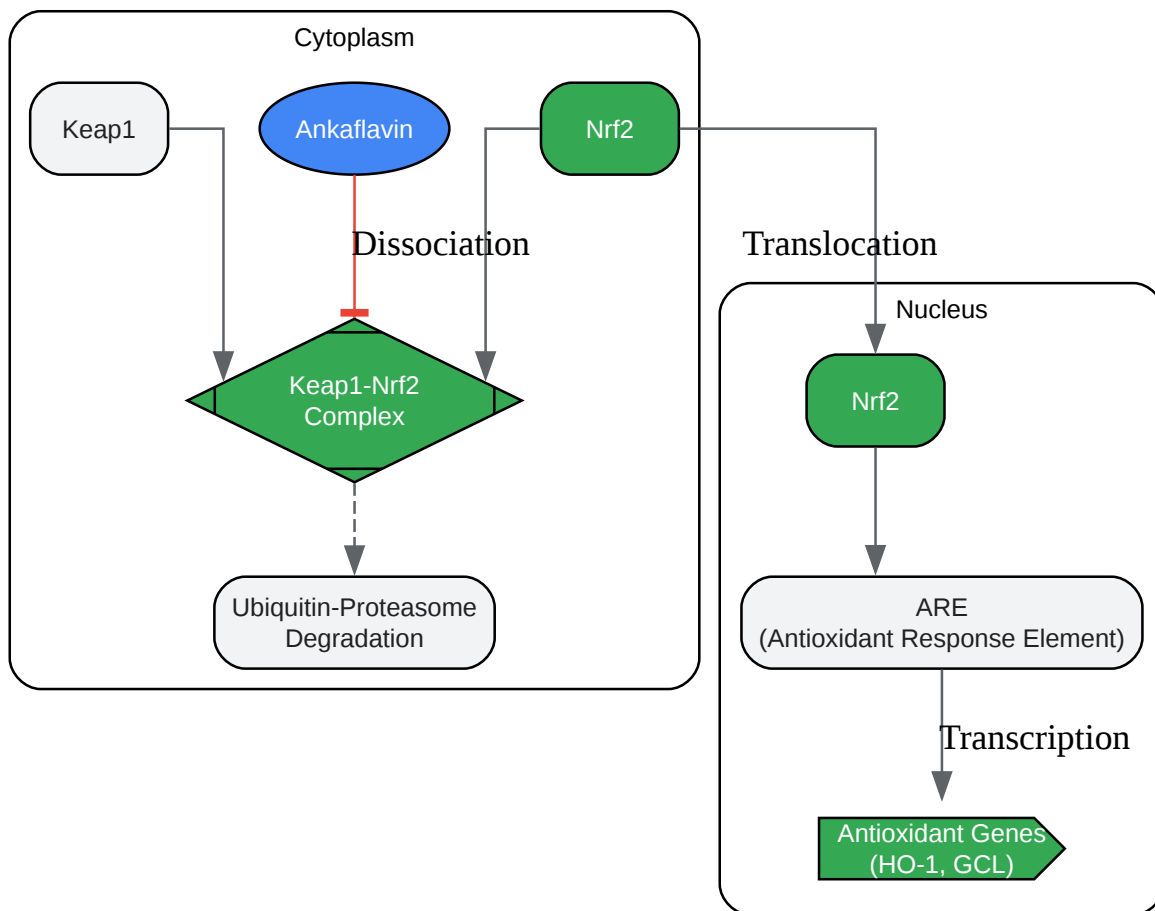 Cytoplasm
Keap1
Ankaflavin
Nrf2
Dissociation
Translocation
Nucleus
Keap1-Nrf2
Complex
Nrf2
Ubiquitin-Proteasome
Degradation
ARE
(Antioxidant Response Element)
Transcription
Antioxidant Genes
(HO-1, GCL)